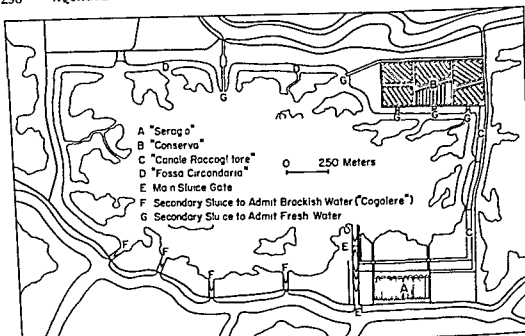 D
D
G
G
B
G
G
G
C
A "Serago"
B "Conserva"
C "Canale Raccoglitore"
D "Fossa Circondaria"
E Main Sluice Gate
F Secondary Sluice to Admit Brackish Water ("Cogolere")
G Secondary Sluice to Admit Fresh Water
0 250 Meters
C
E
F
F
F
F
A
E